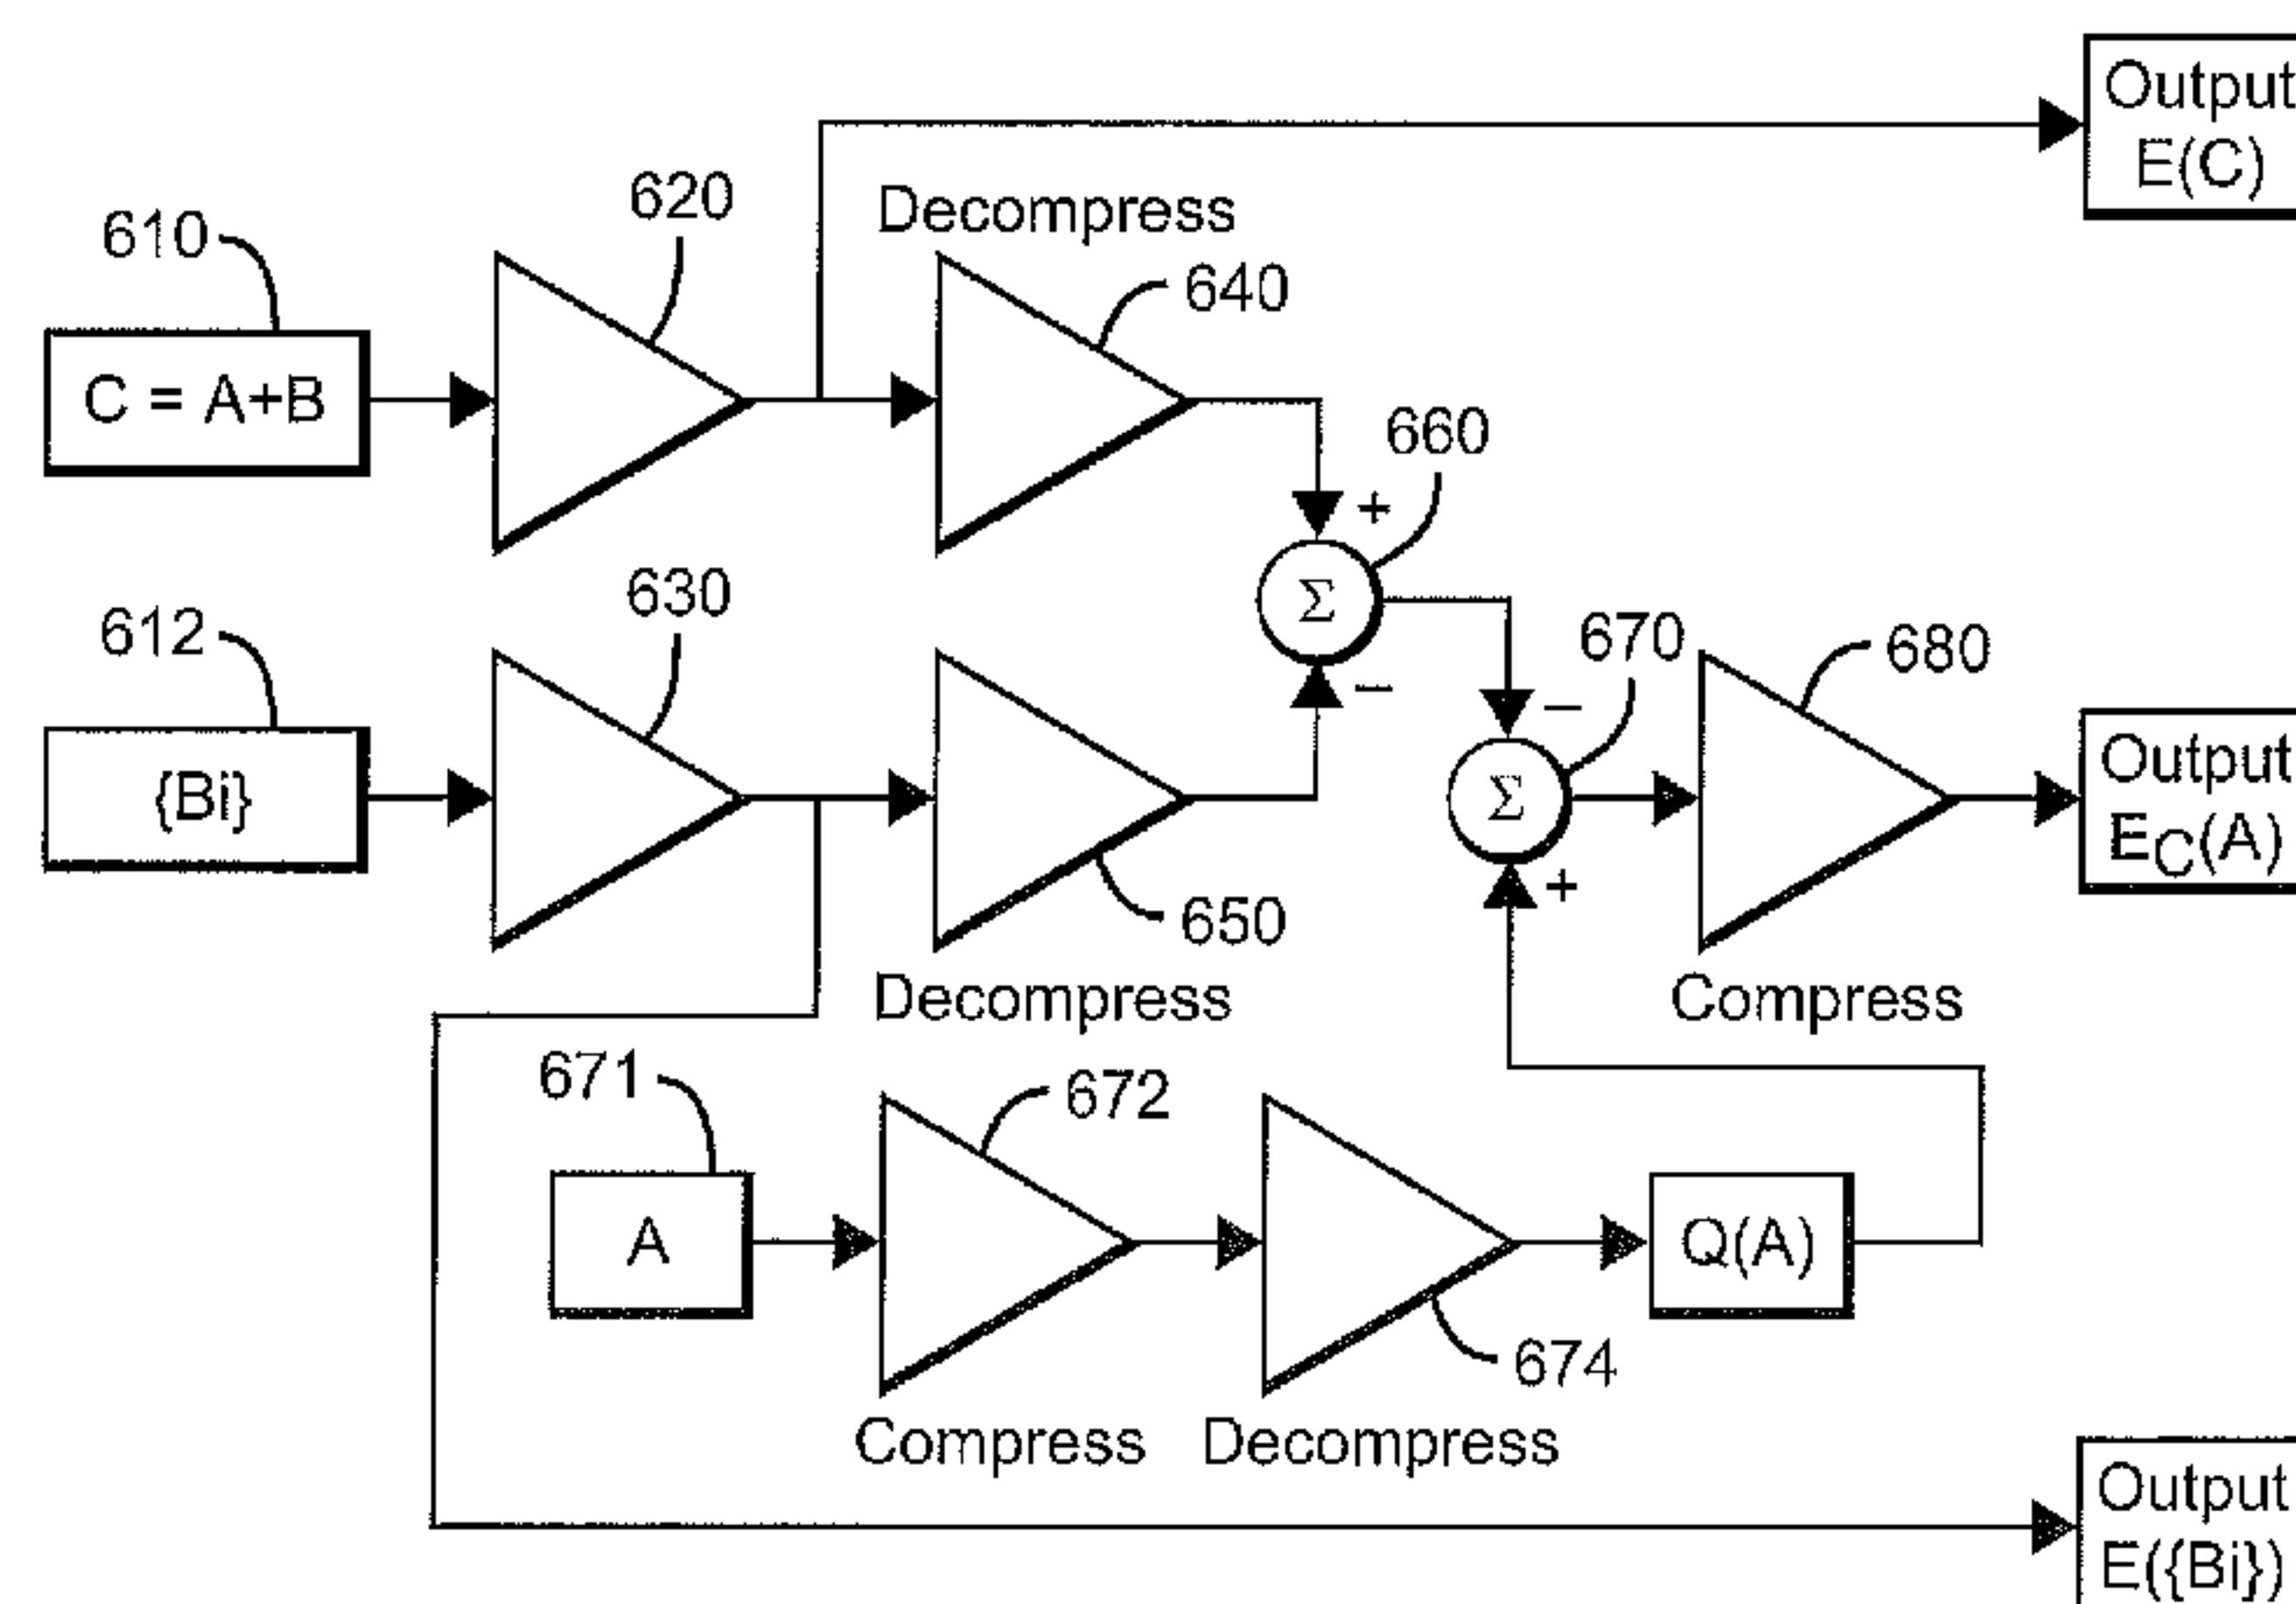 Output
E(C)
620
Decompress
610
640
C = A+B
660
+
Σ
630
612
670
680
−
−
{Bi}
Σ
Output
EC(A)
+
650
Decompress
Compress
671
672
A
Q(A)
674
Compress
Decompress
Output
E({Bi})